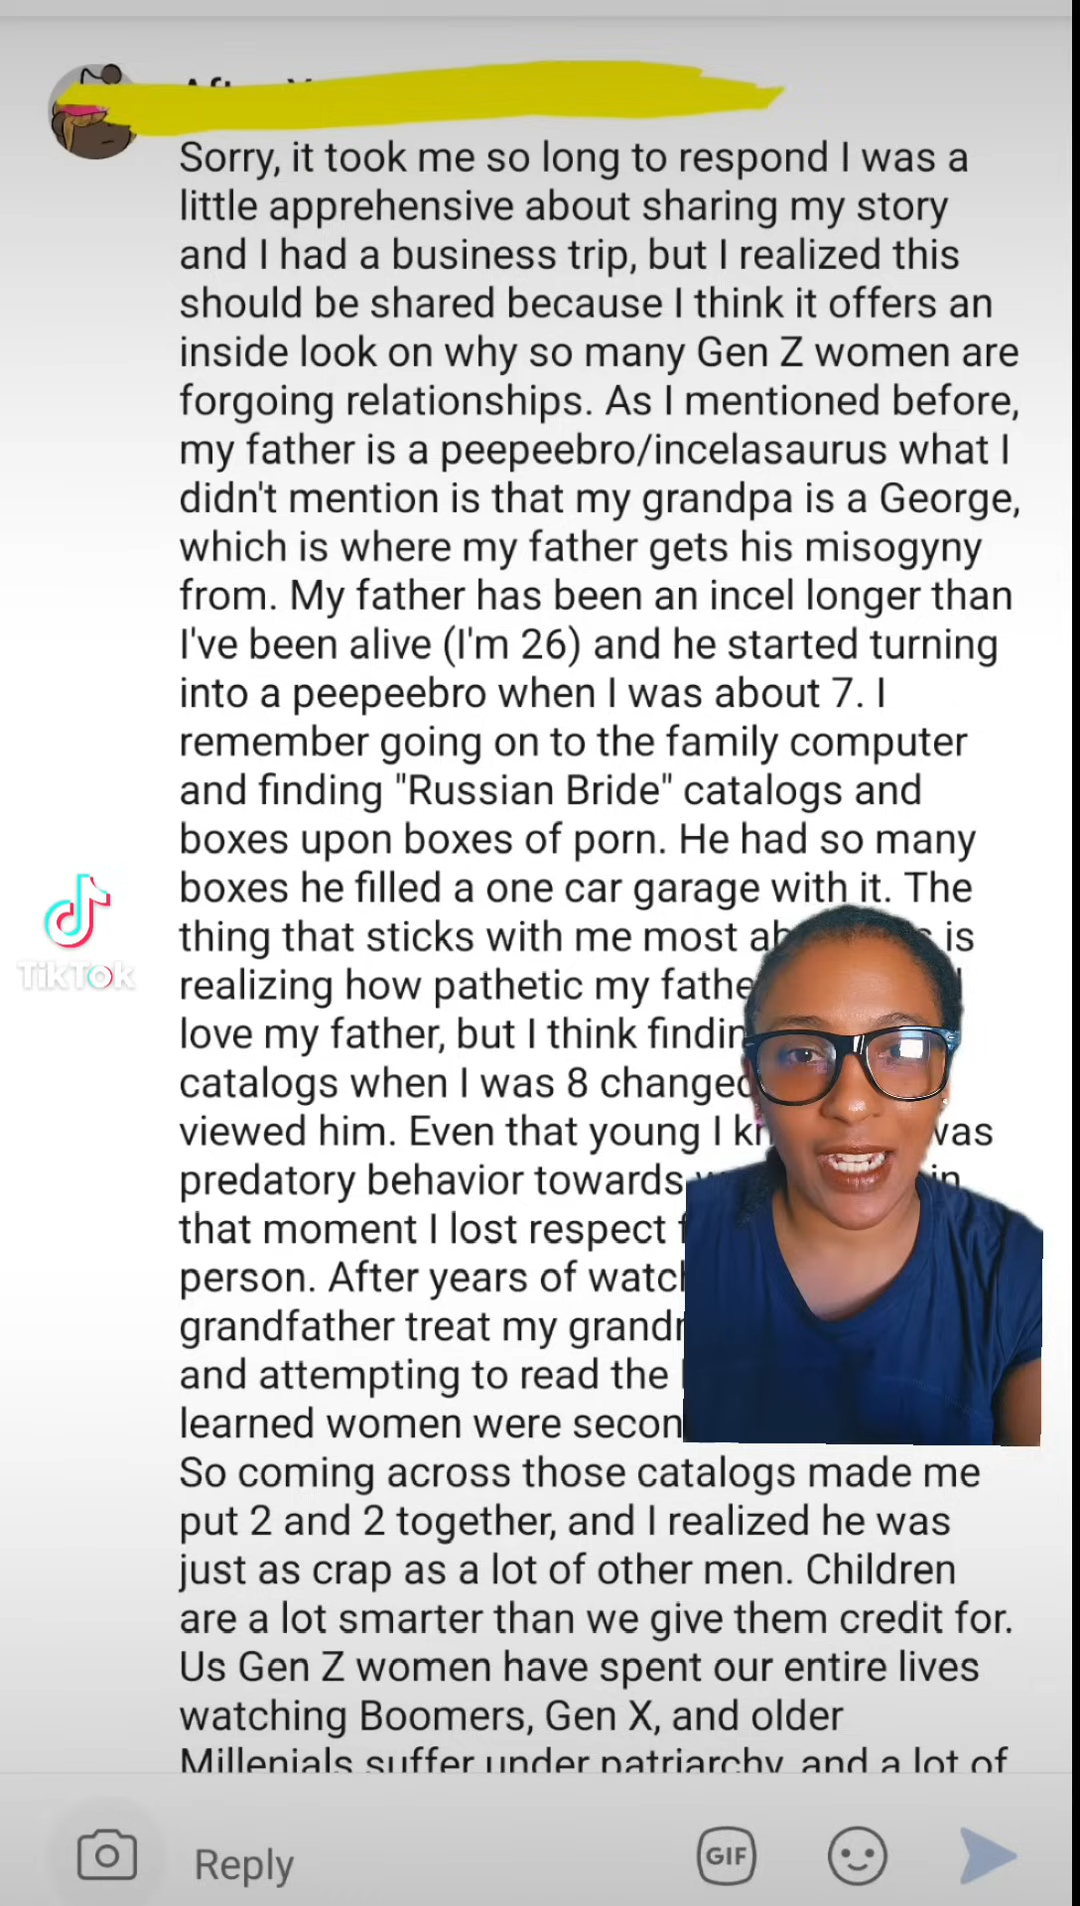 Sorry, it took me so long to respond I was a
little apprehensive about sharing my story
and I had a business trip, but I realized this
should be shared because I think it offers an
inside look on why so many Gen Z women are
forgoing relationships. As I mentioned before,
my father is a peepeebro/incelasaurus what I
didn't mention is that my grandpa is a George,
which is where my father gets his misogyny
from. My father has been an incel longer than
I've been alive (I'm 26) and he started turning
into a peepeebro when I was about 7. I
remember going on to the family computer
and finding "Russian Bride" catalogs and
boxes upon boxes of porn. He had so many
boxes he filled a one car garage with it. The
thing that sticks with me most is
realizing how pathetic my
love my father, but I think
catalogs when I was 8
viewed him. Even that young I
predatory behavior towards
that moment I lost respect
person. After years of
grandfather treat my
and attempting to read the
learned women were
So coming across those catalogs made me
put 2 and 2 together, and I realized he was
just as crap as a lot of other men. Children
are a lot smarter than we give them credit for.
Us Gen Z women have spent our entire lives
watching Boomers, Gen X, and older
Millenials suffer under patriarchy, and a lot of
TikTok
Reply
GIF